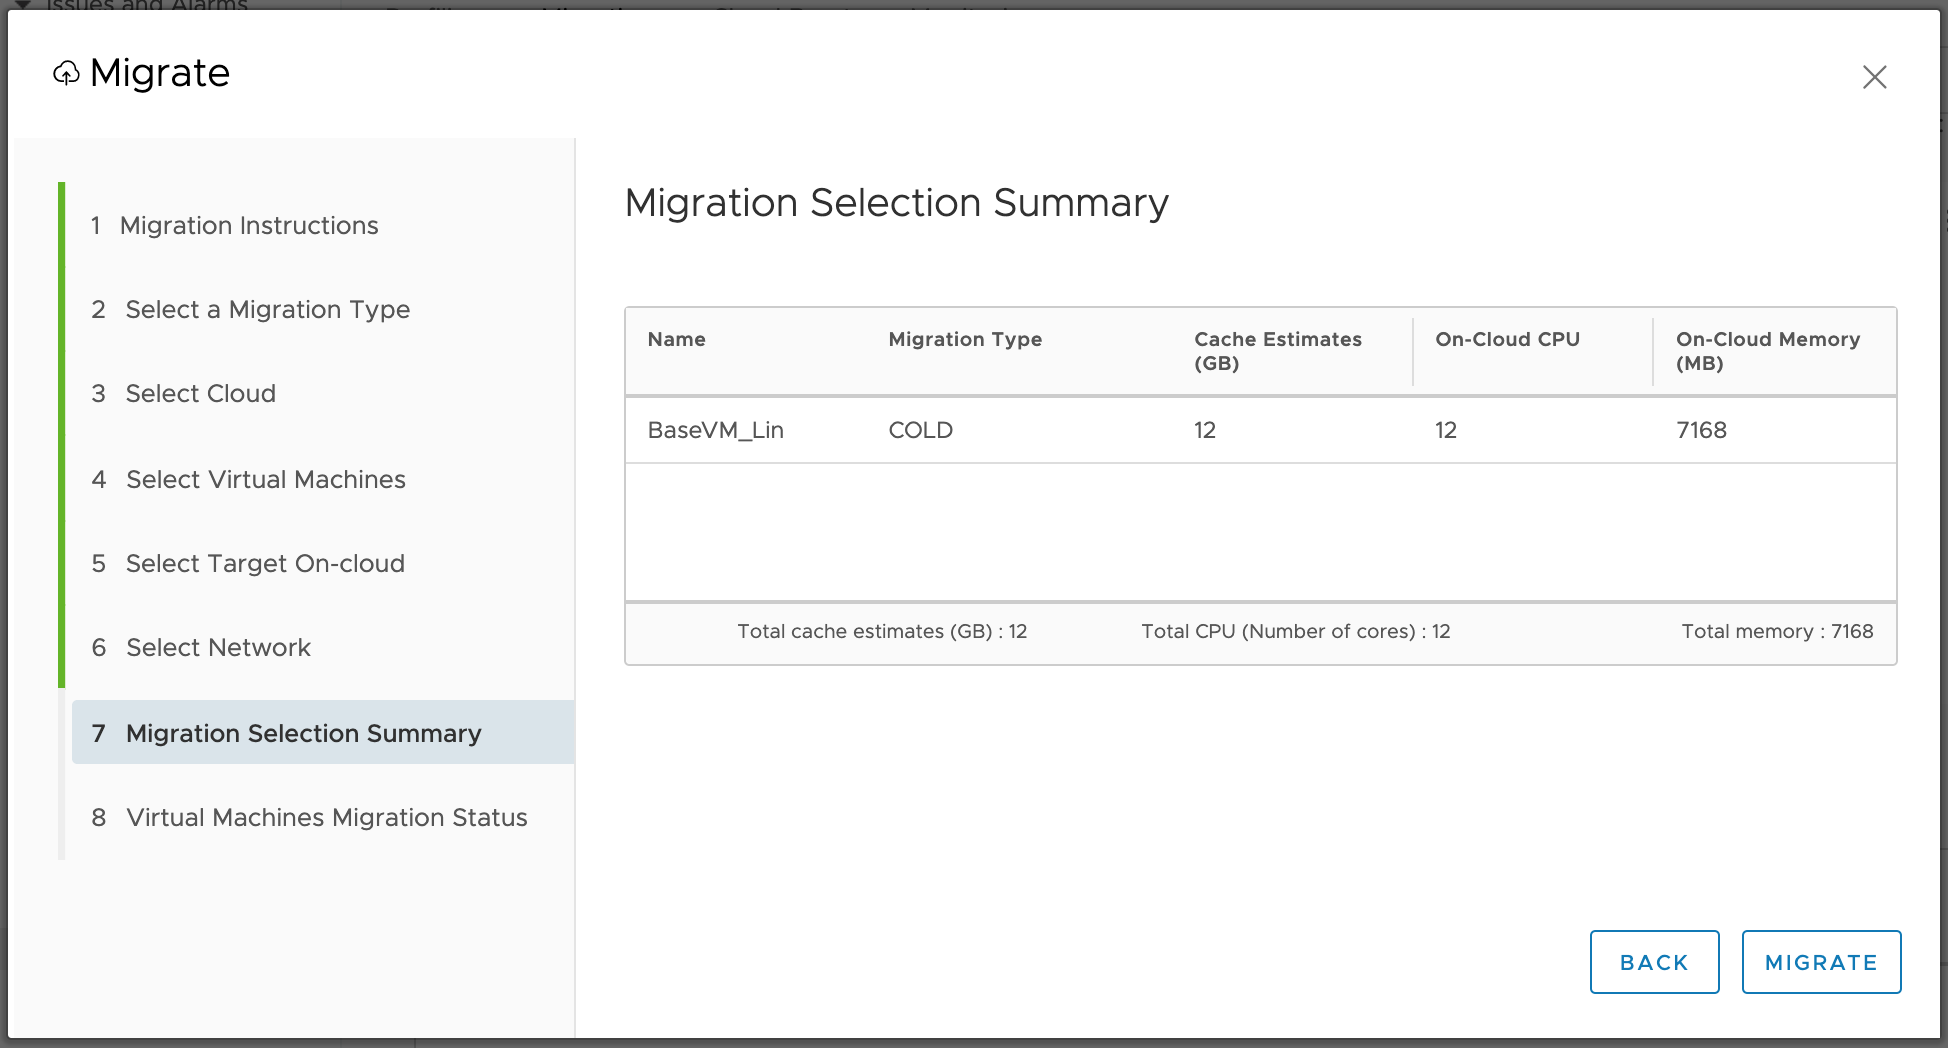 Issues and Alarms
Migrate
1 Migration Instructions
2 Select a Migration Type
3 Select Cloud
4 Select Virtual Machines
5 Select Target On-cloud
6 Select Network
7 Migration Selection Summary
8 Virtual Machines Migration Status
Migration Selection Summary
Name Migration Type Cache Estimates On-Cloud CPU On-Cloud Memory
(GB) (MB)
BaseVM_Lin COLD 12 12 7168
Total cache estimates (GB) : 12 Total CPU (Number of cores) : 12 Total memory : 7168
BACK MIGRATE